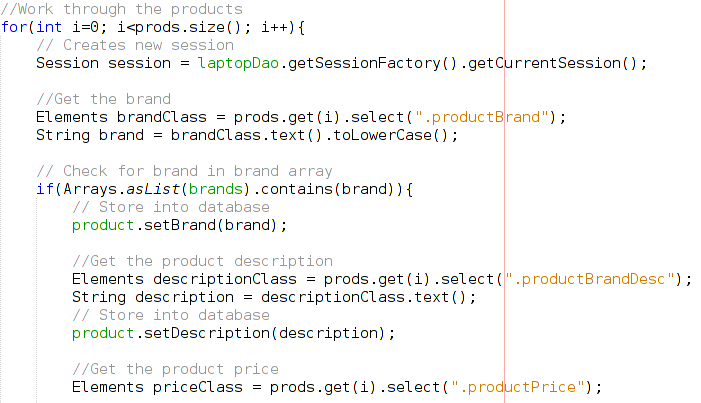 //Work through the products
for(int i=0; i<prods.size(); i++){
// Creates new session
Session session = laptopDao.getSessionFactory().getCurrentSession();
//Get the brand
Elements brandClass = prods.get(i).select(".productBrand");
String brand = brandClass.text().toLowerCase();
// Check for brand in brand array
if(Arrays.asList(brands).contains(brand)){
// Store into database
product.setBrand(brand);
//Get the product description
Elements descriptionClass = prods.get(i).select(".productBrandDesc");
String description = descriptionClass.text();
// Store into database
product.setDescription(description);
//Get the product price
Elements priceClass = prods.get(i).select(".productPrice");